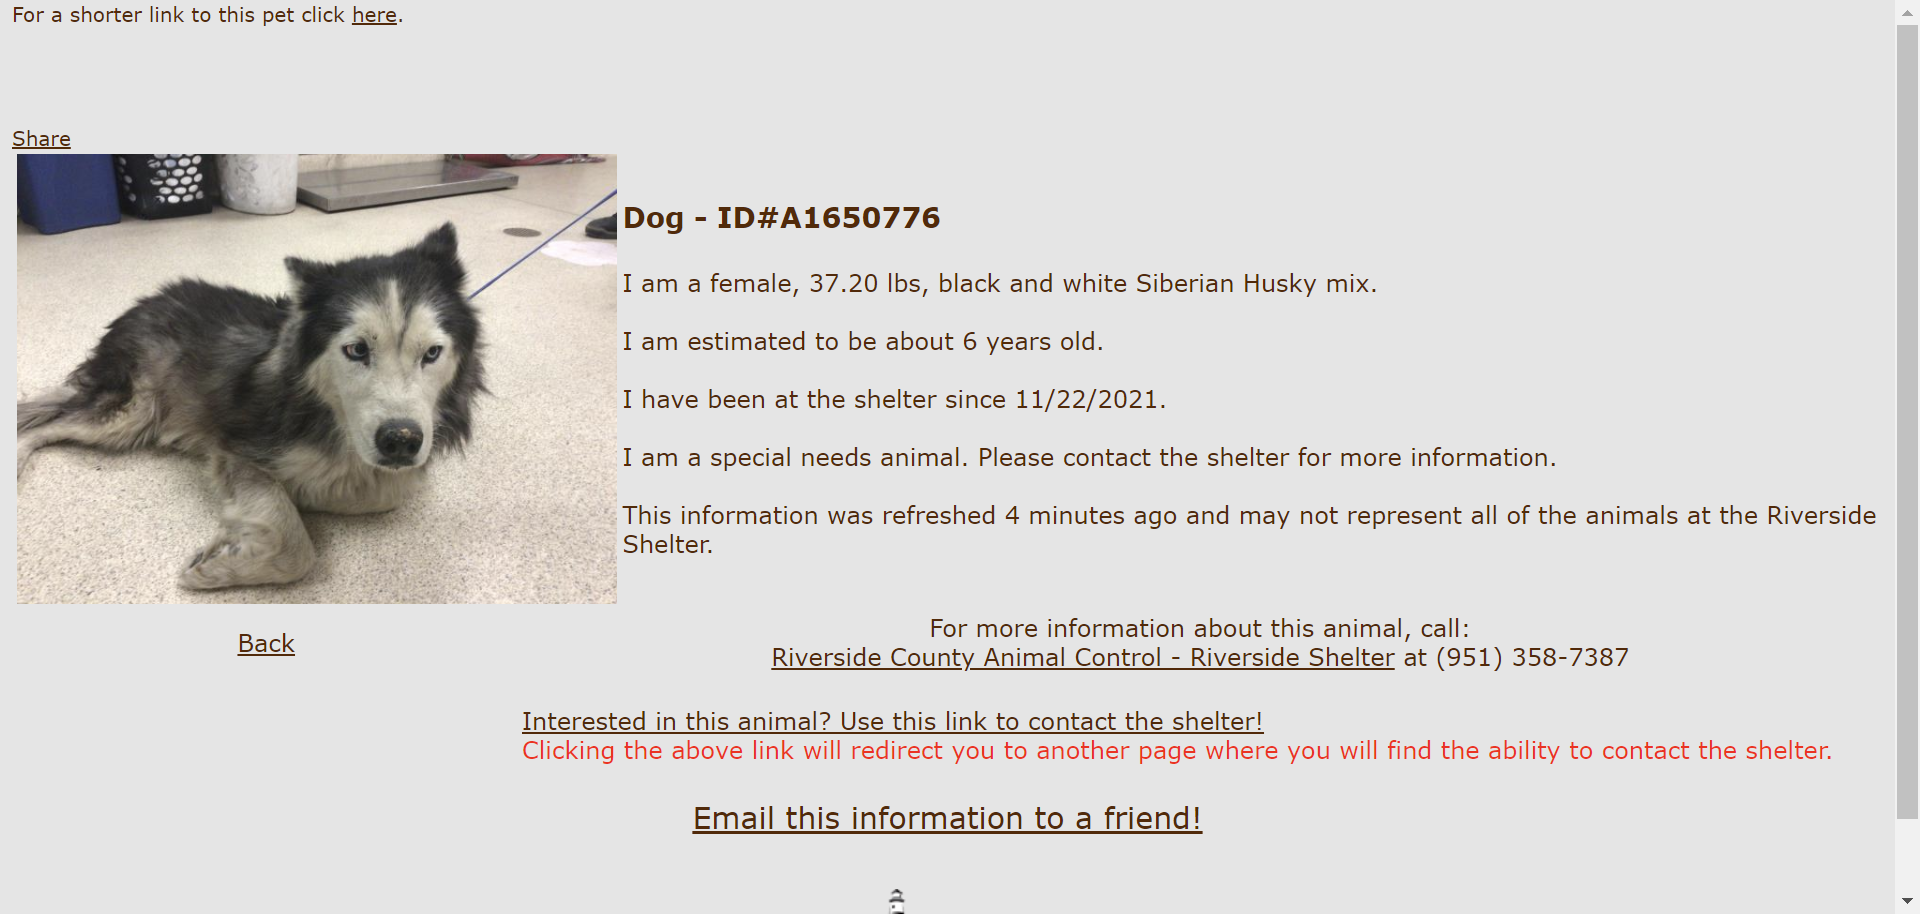 For a shorter link to this pet click here.
Share
Dog - ID#A1650776
I am a female, 37.20 lbs, black and white Siberian Husky mix.
I am estimated to be about 6 years old.
I have been at the shelter since 11/22/2021.
I am a special needs animal. Please contact the shelter for more information.
This information was refreshed 4 minutes ago and may not represent all of the animals at the Riverside
Shelter.
Back
For more information about this animal, call:
Riverside County Animal Control - Riverside Shelter at (951) 358-7387
Interested in this animal? Use this link to contact the shelter!
Clicking the above link will redirect you to another page where you will find the ability to contact the shelter.
Email this information to a friend!